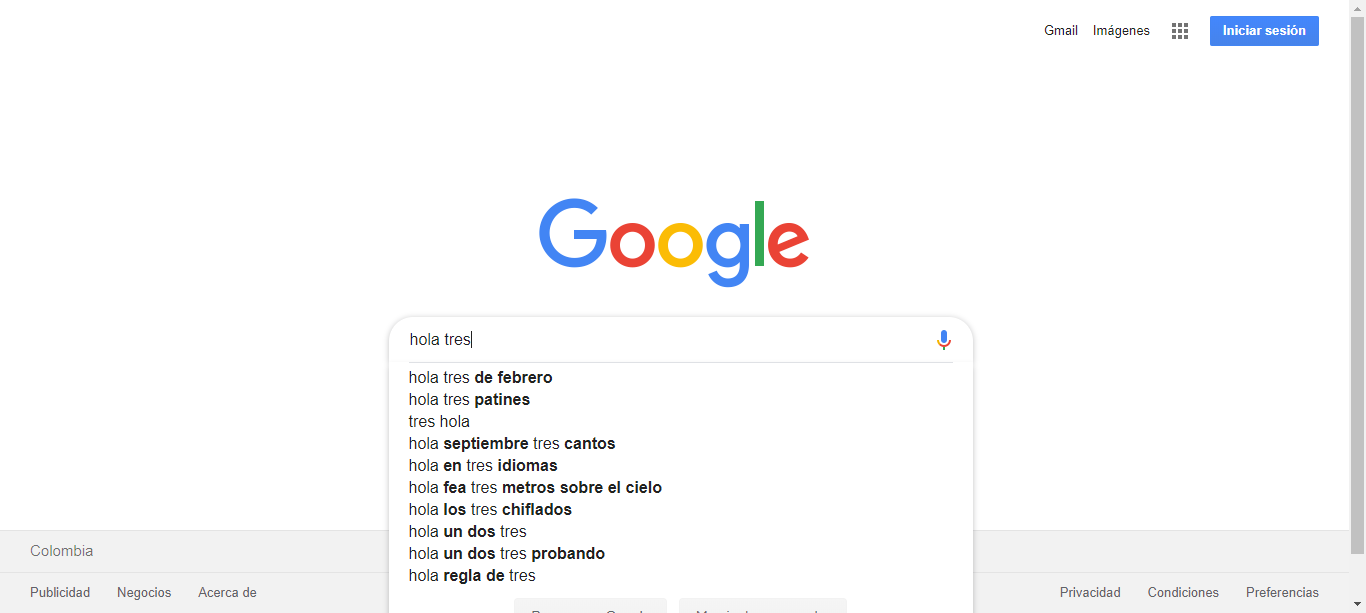 Gmail Imágenes Iniciar sesión
Google
hola tres
hola tres de febrero
hola tres patines
tres hola
hola septiembre tres cantos
hola en tres idiomas
hola fea tres metros sobre el cielo
hola los tres chiflados
hola un dos tres
hola un dos tres probando
hola regla de tres
Colombia
Publicidad Negocios Acerca de
Privacidad Condiciones Preferencias